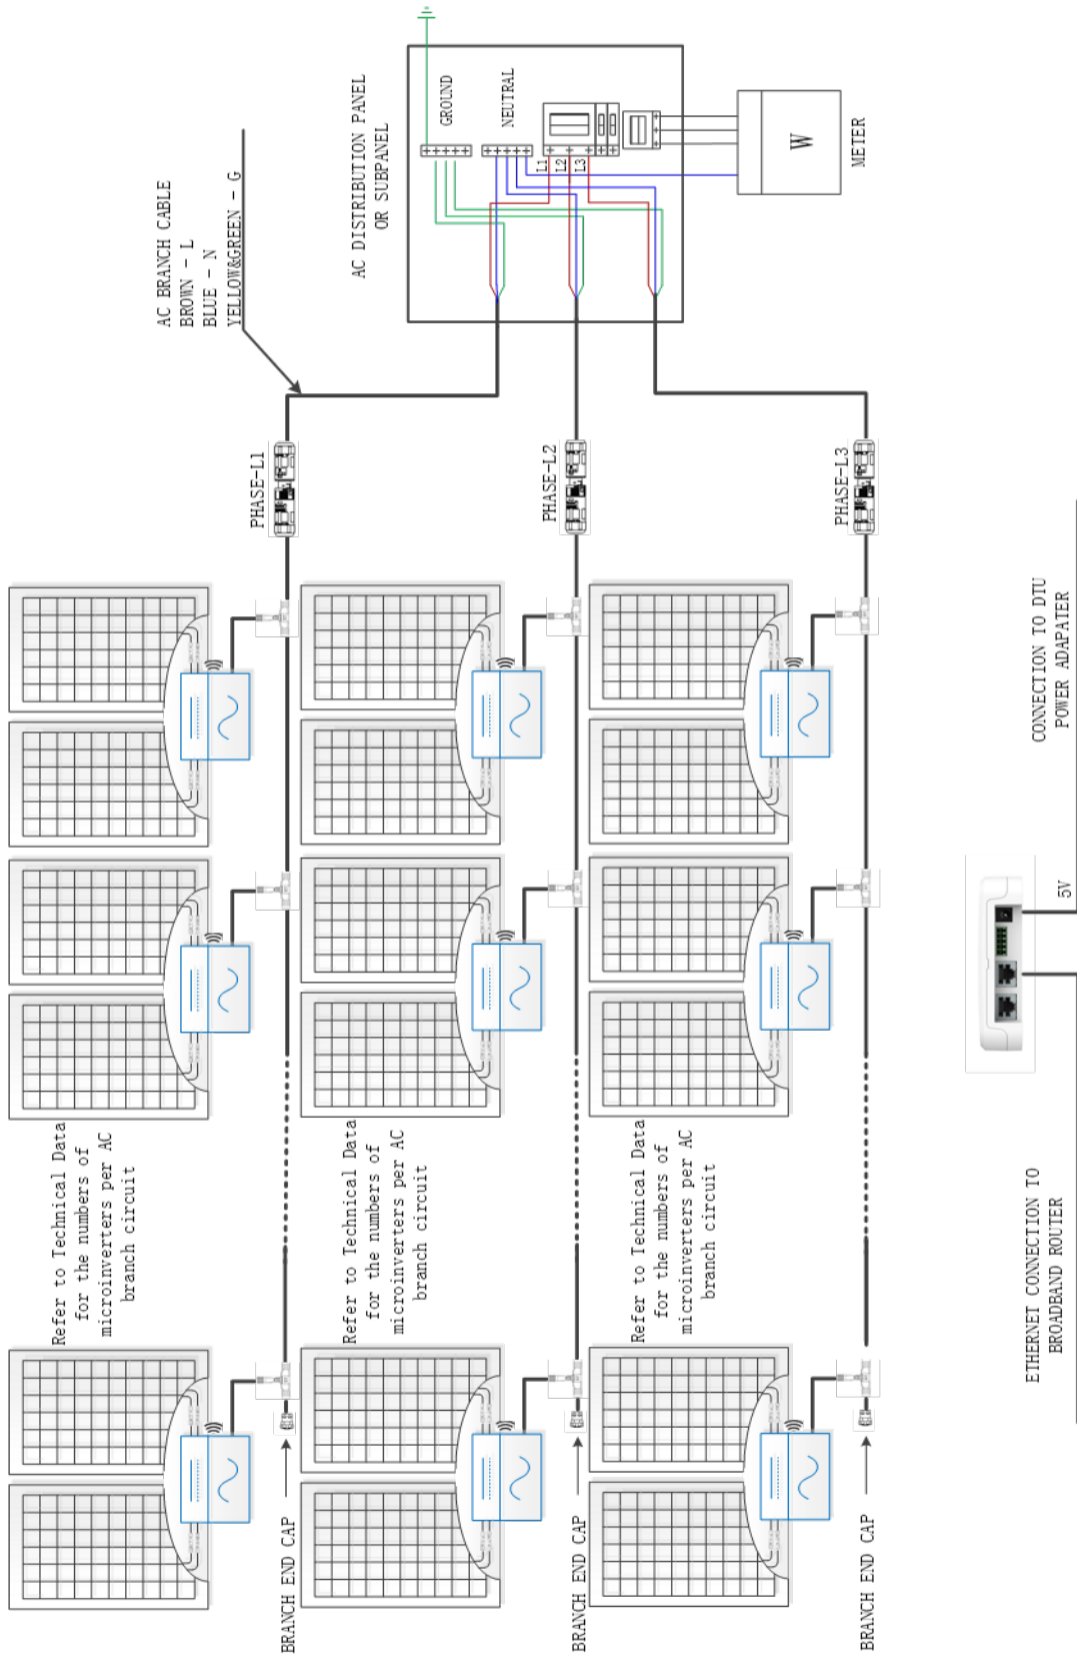 AC BRANCH CABLE
BROWN - L
BLUE - N
YELLOW&GREEN - G
AC DISTRIBUTION PANEL
OR SUBPANEL
GROUND
NEUTRAL
L1
L2
L3
W
METER
PHASE-L1
PHASE-L2
PHASE-L3
Refer to Technical Data
for the numbers of
microinverters per AC
branch circuit
Refer to Technical Data
for the numbers of
microinverters per AC
branch circuit
Refer to Technical Data
for the numbers of
microinverters per AC
branch circuit
BRANCH END CAP
BRANCH END CAP
BRANCH END CAP
ETHERNET CONNECTION TO
BROADBAND ROUTER
CONNECTION TO DTU
POWER ADAPATER
5V